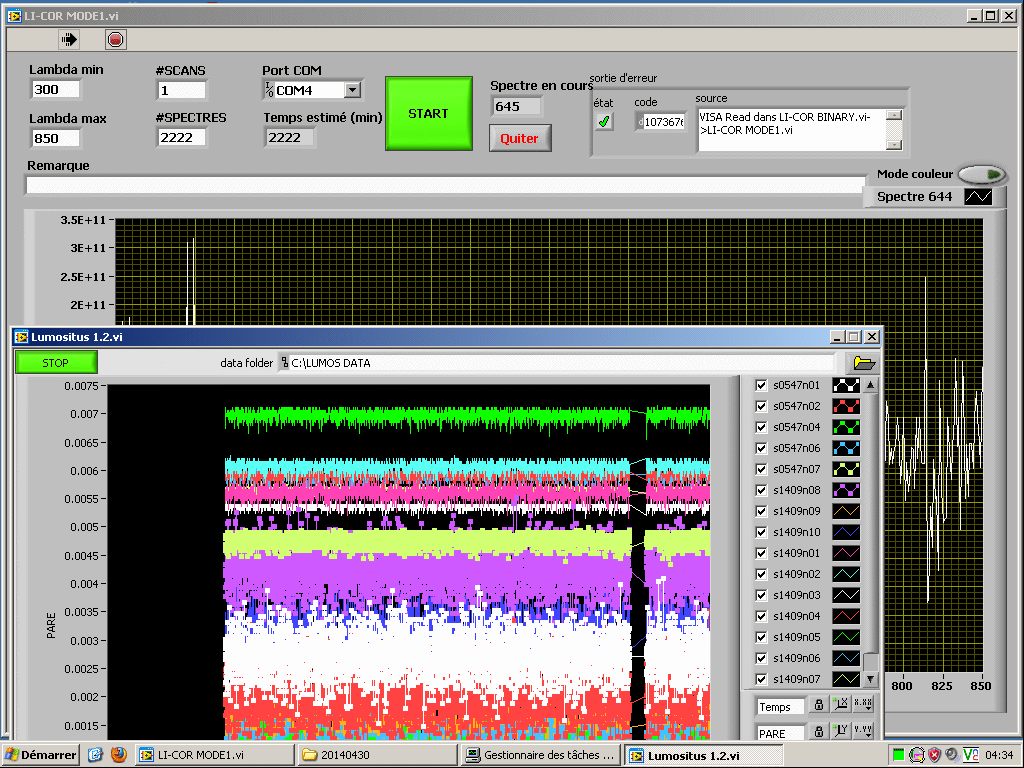 LI-COR MODE1.vi
Lambda min
#SCANS
Port COM
300
1
COM4
START
Spectre en cours
645
Quiter
sortie d'erreur
état
code
source
1073676
VISA Read dans LI-COR BINARY.vi-
>LI-COR MODE1.vi
Lambda max
#SPECTRES
Temps estimé (min)
850
2222
2222
Remarque
Mode couleur
Spectre 644
3.5E+11
3E+11
2.5E+11
2E+11
Lumositus 1.2.vi
STOP
data folder
C:\LUMOS DATA
0.0075
0.007
0.0065
0.006
0.0055
0.005
0.0045
0.004
0.0035
0.003
0.0025
0.002
0.0015
PARE
s0547n01
s0547n02
s0547n04
s0547n06
s0547n07
s1409n08
s1409n09
s1409n10
s1409n01
s1409n02
s1409n03
s1409n04
s1409n05
s1409n06
s1409n07
800
825
850
Temps
PARE
Démarrer
LI-COR MODE1.vi
20140430
Gestionnaire des tâches ...
Lumositus 1.2.vi
04:34